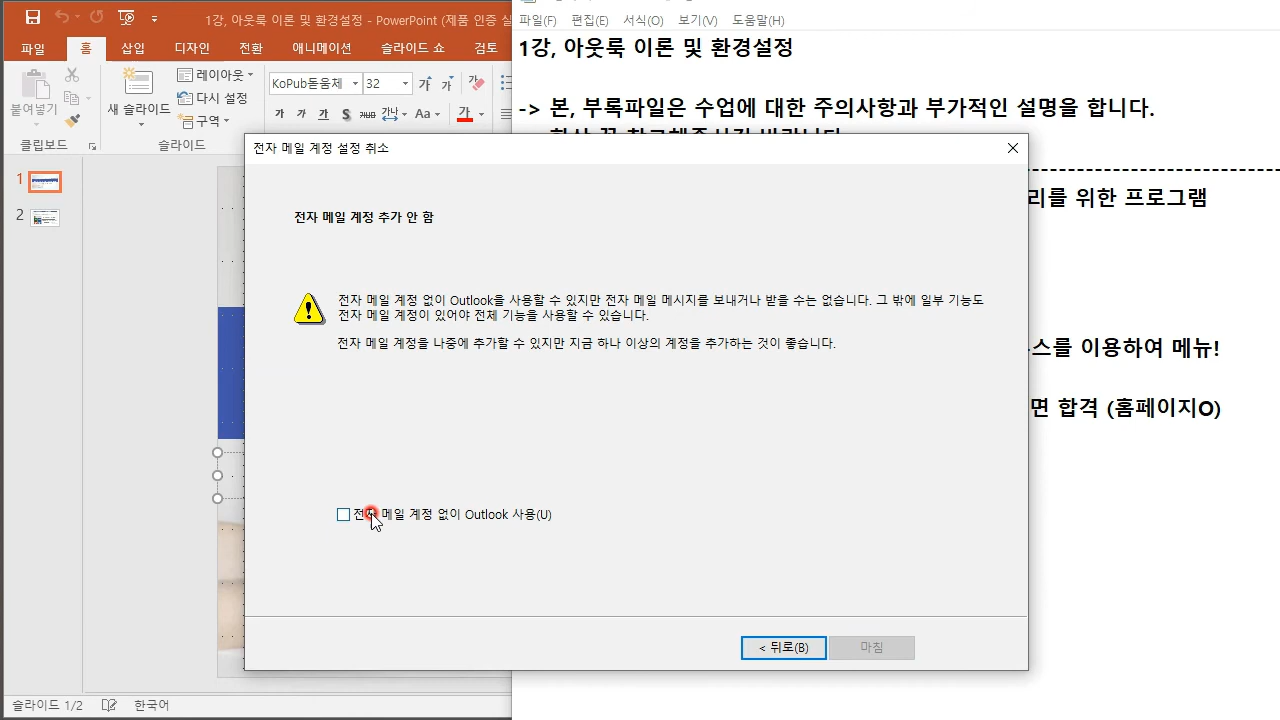 1강, 아웃룩 이론 및 환경설정 - PowerPoint (제품 인증 실
파일
홈
삽입
디자인
전환
애니메이션
슬라이드 쇼
검토
붙여넣기
새 슬라이드
레이아웃
다시 설정
구역
KoPub돋움체
32
가
가
가
가
가
S
abc
간낛
Aa
가
클립보드
슬라이드
1
2
파일(F) 편집(E) 서식(O) 보기(V) 도움말(H)
1강, 아웃룩 이론 및 환경설정
-> 본, 부록파일은 수업에 대한 주의사항과 부가적인 설명을 합니다.
리를 위한 프로그램
스를 이용하여 메뉴!
면 합격 (홈페이지O)
전자 메일 계정 설정 취소
전자 메일 계정 추가 안 함
전자 메일 계정 없이 Outlook을 사용할 수 있지만 전자 메일 메시지를 보내거나 받을 수는 없습니다. 그 밖에 일부 기능도
전자 메일 계정이 있어야 전체 기능을 사용할 수 있습니다.
전자 메일 계정을 나중에 추가할 수 있지만 지금 하나 이상의 계정을 추가하는 것이 좋습니다.
전자 메일 계정 없이 Outlook 사용(U)
< 뒤로(B)
마침
슬라이드 1/2
한국어